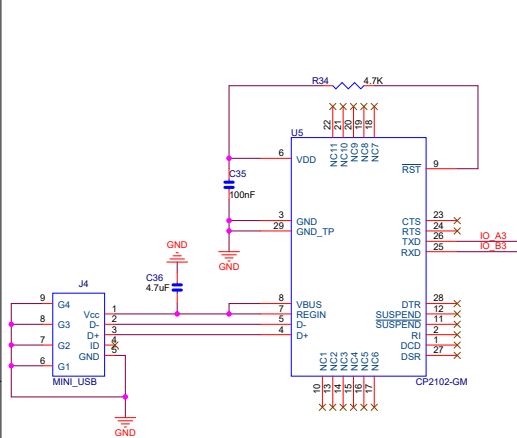 R34 4.7K
22 21 20 19 18
U5
NC11 NC10 NC9 NC8 NC7
6 VDD
RST 9
C35
100nF
3 GND
29 GND_TP
CTS 23
RTS 24
TXD 26 IO_A3
RXD 25 IO_B3
GND
GND
C36
4.7uF
J4
9 G4
8 G3
7 G2
6 G1
Vcc 1
D- 2
D+ 3
ID 4
GND 5
MINI_USB
8 VBUS
7 REGIN
5 D-
4 D+
DTR 28
SUSPEND 12
SUSPEND 11
RI 2
DCD 1
DSR 27
NC1 NC2 NC3 NC4 NC5 NC6
10 13 14 15 16 17
CP2102-GM
GND